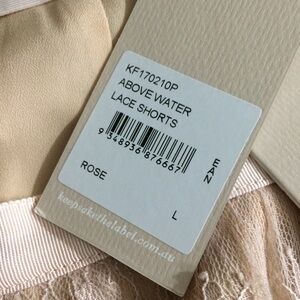 KF170210P
ABOVE WATER
LACE SHORTS
9 348936 876667
EAN
ROSE
L
keepsakethelabel.com.au